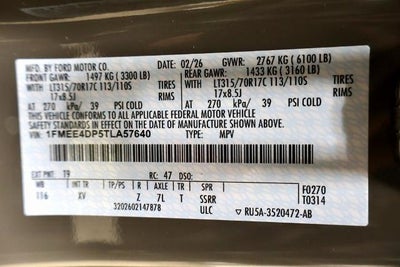 MFD. BY FORD MOTOR CO. 02/26 GVWR: 2767 KG (6100 LB)
FRONT GAWR: 1497 KG (3300 LB) REAR GAWR: 1433 KG (3160 LB)
WITH LT315/70R17C 113/110S TIRES WITH LT315/70R17C 113/110S TIRES
17x8.5J RIMS 17x8.5J RIMS
AT 270 kPa/ 39 PSI COLD AT 270 kPa/ 39 PSI COLD
THIS VEHICLE CONFORMS TO ALL APPLICABLE FEDERAL MOTOR VEHICLE
SAFETY STANDARDS IN EFFECT ON THE DATE OF MANUFACTURE SHOWN ABOVE.
VIN: 1FMEE4DP5TLA57640 TYPE: MPV
EXT PNT: T9 RC: 47 DSO: F0270
WB INT TR TP/PS R AXLE TR SPR T0314
116 XV Z 7L T SSRR
3202602147878 ULC RU5A-3520472-AB